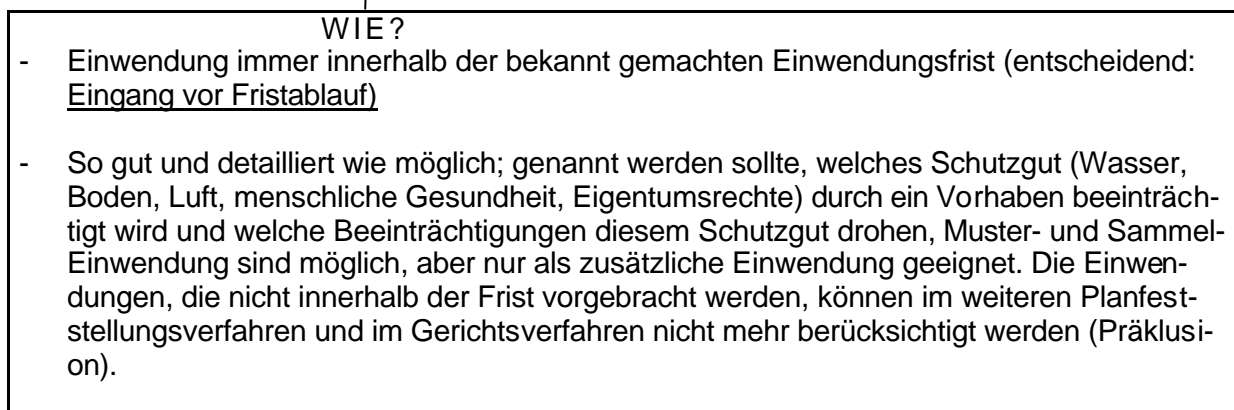 WIE?
- Einwendung immer innerhalb der bekannt gemachten Einwendungsfrist (entscheidend:
Eingang vor Fristablauf)
- So gut und detailliert wie möglich; genannt werden sollte, welches Schutzgut (Wasser,
Boden, Luft, menschliche Gesundheit, Eigentumsrechte) durch ein Vorhaben beeinträch-
tigt wird und welche Beeinträchtigungen diesem Schutzgut drohen, Muster- und Sammel-
Einwendung sind möglich, aber nur als zusätzliche Einwendung geeignet. Die Einwen-
dungen, die nicht innerhalb der Frist vorgebracht werden, können im weiteren Planfest-
stellungsverfahren und im Gerichtsverfahren nicht mehr berücksichtigt werden (Präklusi-
on).